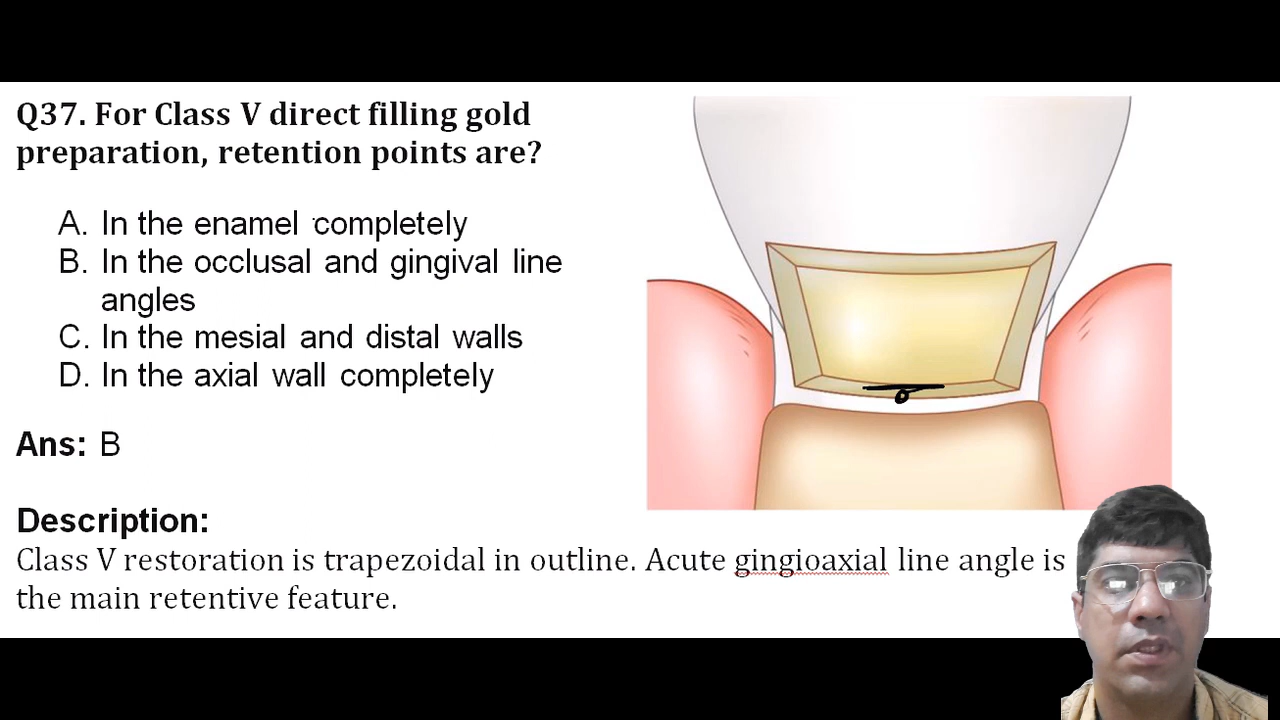 Q37. For Class V direct filling gold
preparation, retention points are?
A. In the enamel completely
B. In the occlusal and gingival line
angles
C. In the mesial and distal walls
D. In the axial wall completely
Ans: B
Description:
Class V restoration is trapezoidal in outline. Acute gingioaxial line angle is
the main retentive feature.